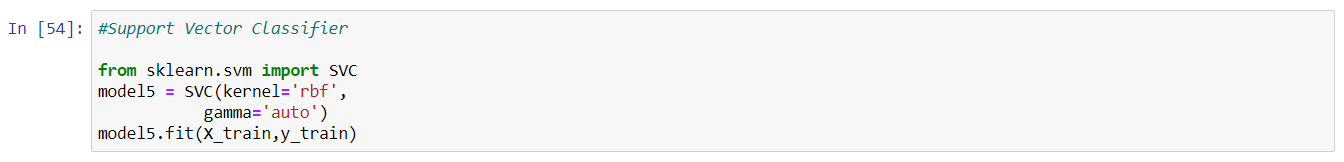 In [54]: #Support Vector Classifier
from sklearn.svm import SVC
model5 = SVC(kernel='rbf',
gamma='auto')
model5.fit(X_train,y_train)